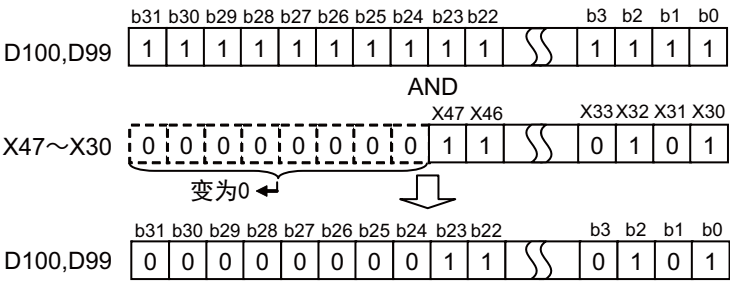 b31 b30 b29 b28 b27 b26 b25 b24 b23 b22 b3 b2 b1 b0
D100,D99 1 1 1 1 1 1 1 1 1 1 1 1 1 1
AND
X47 X46 X33 X32 X31 X30
X47～X30 0 0 0 0 0 0 0 0 1 1 0 1 0 1
变为0
b31 b30 b29 b28 b27 b26 b25 b24 b23 b22 b3 b2 b1 b0
D100,D99 0 0 0 0 0 0 0 0 1 1 0 1 0 1